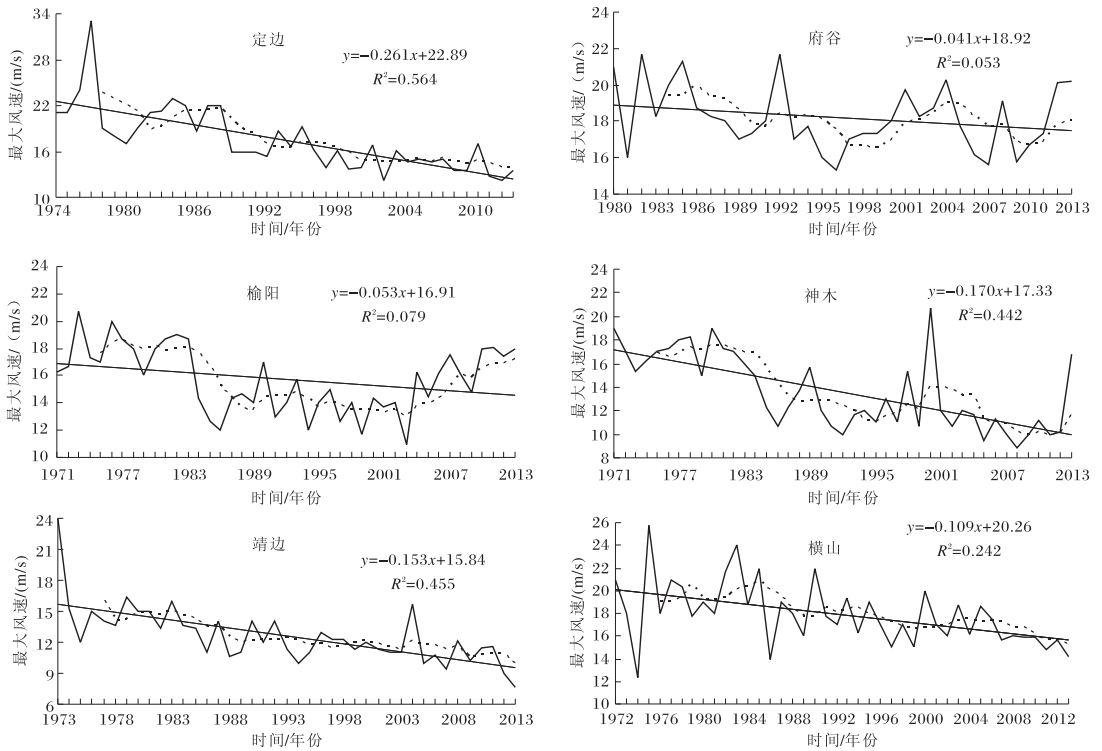 34
28
22
16
10
最大风速/(m/s)
定边
y=−0.261x+22.89
R²=0.564
1974 1980 1986 1992 1998 2004 2010
时间/年份
24
22
20
18
16
14
最大风速/（m/s）
府谷
y=−0.041x+18.92
R²=0.053
1980 1983 1986 1989 1992 1995 1998 2001 2004 2007 2010 2013
时间/年份
24
22
20
18
16
14
12
10
最大风速/（m/s）
榆阳
y=−0.053x+16.91
R²=0.079
1971 1977 1983 1989 1995 2001 2007 2013
时间/年份
24
22
20
18
16
14
12
10
8
最大风速/(m/s)
神木
y=−0.170x+17.33
R²=0.442
1971 1977 1983 1989 1995 2001 2007 2013
时间/年份
24
21
18
15
12
9
6
最大风速/(m/s)
靖边
y=−0.153x+15.84
R²=0.455
1973 1978 1983 1988 1993 1998 2003 2008 2013
时间/年份
26
24
22
20
18
16
14
12
10
最大风速/(m/s)
横山
y=−0.109x+20.26
R²=0.242
1972 1976 1980 1984 1988 1992 1996 2000 2004 2008 2012
时间/年份